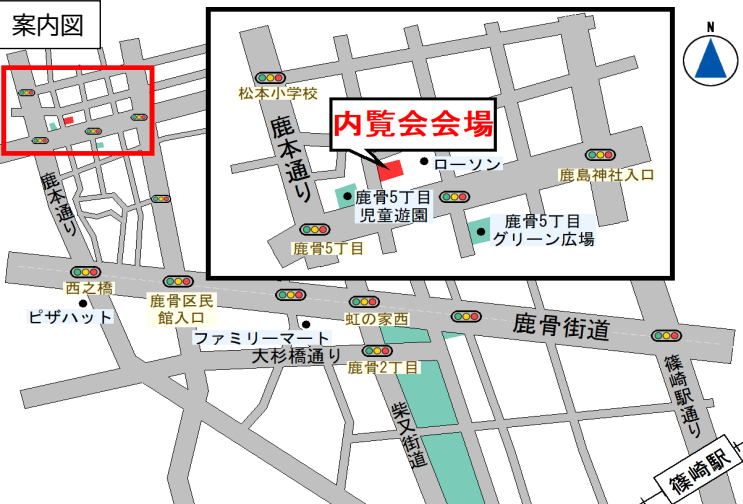 案内図
N
松本小学校
鹿本通り
内覧会会場
ローソン
鹿島神社入口
鹿骨5丁目
児童遊園
鹿骨5丁目
グリーン広場
鹿骨5丁目
鹿本通り
西之橋
ピザハット
鹿骨区民
館入口
ファミリーマート
虹の家西
鹿骨街道
大杉橋通り
鹿骨2丁目
柴又街道
篠崎駅通り
篠崎駅